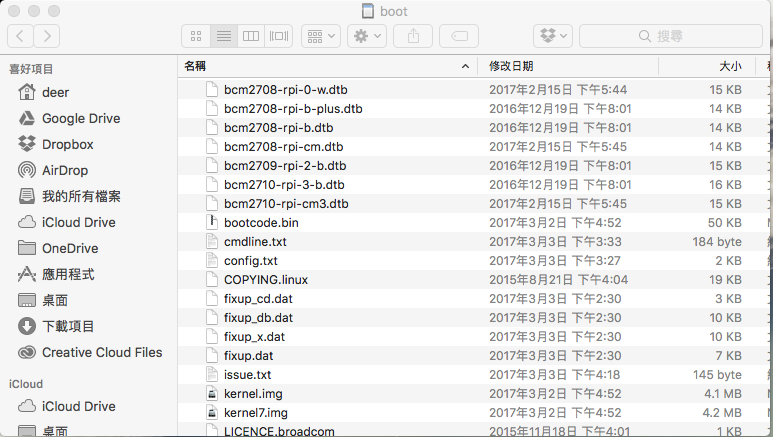 boot
搜尋
喜好項目
deer
Google Drive
Dropbox
AirDrop
我的所有檔案
iCloud Drive
OneDrive
應用程式
桌面
下載項目
Creative Cloud Files
iCloud
iCloud Drive
桌面
名稱 修改日期 大小
bcm2708-rpi-0-w.dtb 2017年2月15日 下午5:44 15 KB
bcm2708-rpi-b-plus.dtb 2016年12月19日 下午8:01 14 KB
bcm2708-rpi-b.dtb 2016年12月19日 下午8:01 14 KB
bcm2708-rpi-cm.dtb 2017年2月15日 下午5:45 14 KB
bcm2709-rpi-2-b.dtb 2016年12月19日 下午8:01 15 KB
bcm2710-rpi-3-b.dtb 2016年12月19日 下午8:01 16 KB
bcm2710-rpi-cm3.dtb 2017年2月15日 下午5:45 15 KB
bootcode.bin 2017年3月2日 下午4:52 50 KB
cmdline.txt 2017年3月3日 下午3:33 184 byte
config.txt 2017年3月3日 下午3:27 2 KB
COPYING.linux 2015年8月21日 下午4:04 19 KB
fixup_cd.dat 2017年3月3日 下午2:30 3 KB
fixup_db.dat 2017年3月3日 下午2:30 10 KB
fixup_x.dat 2017年3月3日 下午2:30 10 KB
fixup.dat 2017年3月3日 下午2:30 7 KB
issue.txt 2017年3月3日 下午4:18 145 byte
kernel.img 2017年3月2日 下午4:52 4.1 MB
kernel7.img 2017年3月2日 下午4:52 4.2 MB
LICENCE.broadcom 2015年11月18日 下午4:01 1 KB